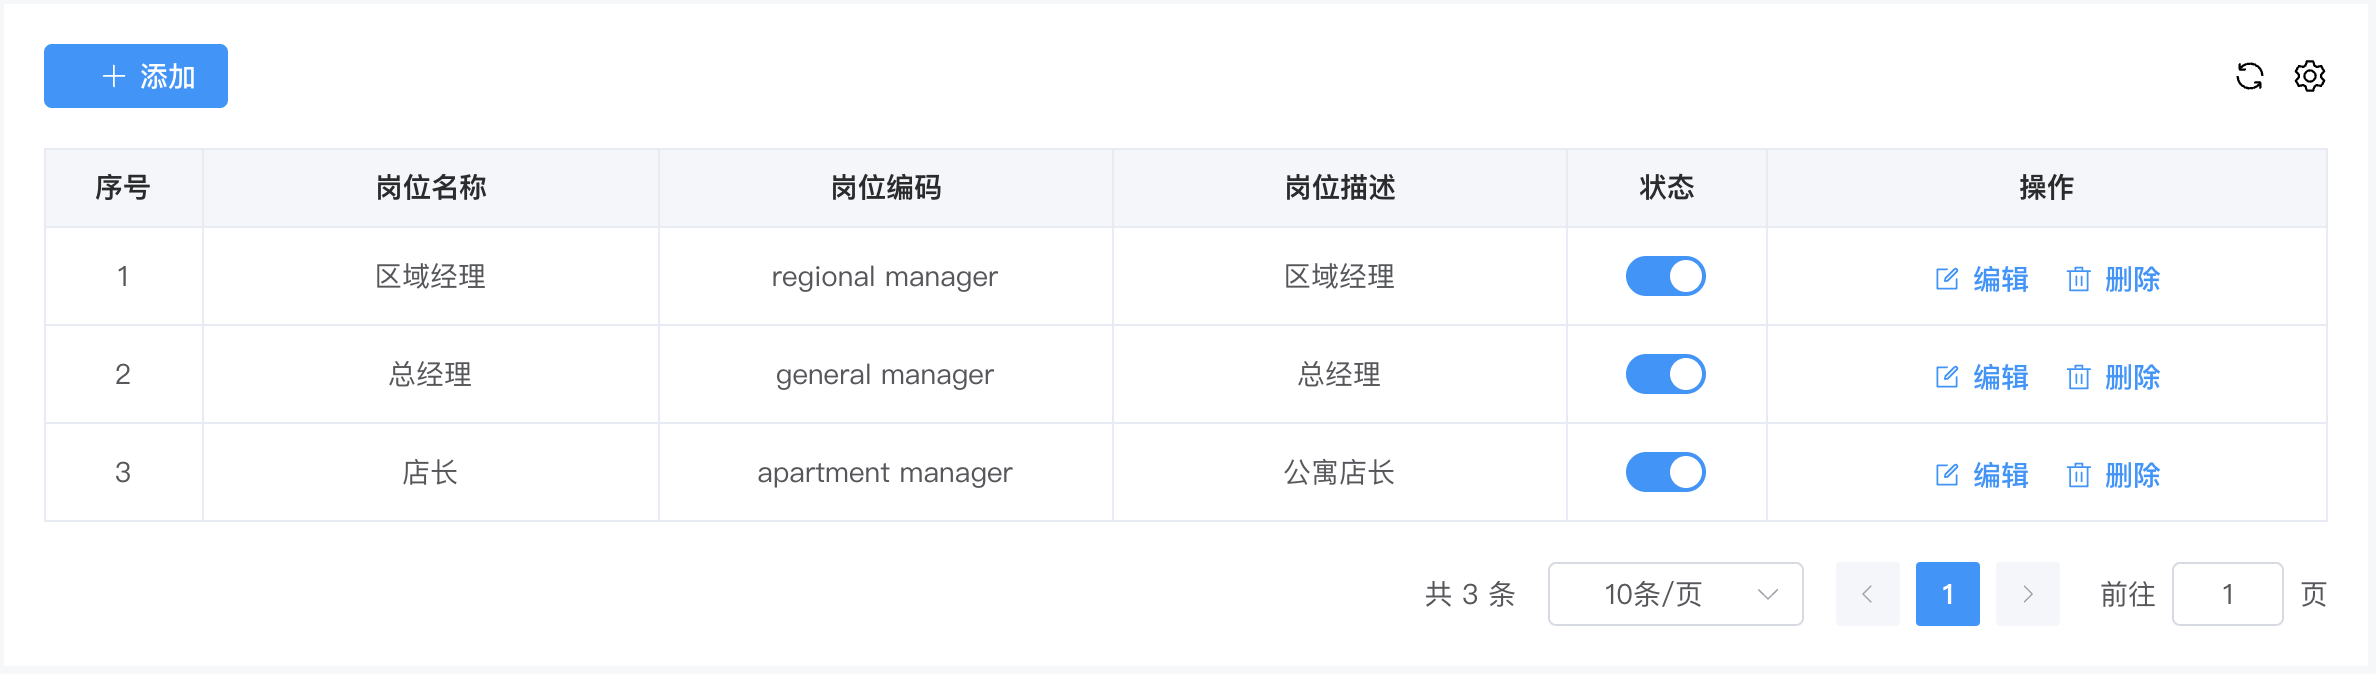 添加
序号 岗位名称 岗位编码 岗位描述 状态 操作
1 区域经理 regional manager 区域经理 编辑 删除
2 总经理 general manager 总经理 编辑 删除
3 店长 apartment manager 公寓店长 编辑 删除
共 3 条 10条/页 1 前往 1 页